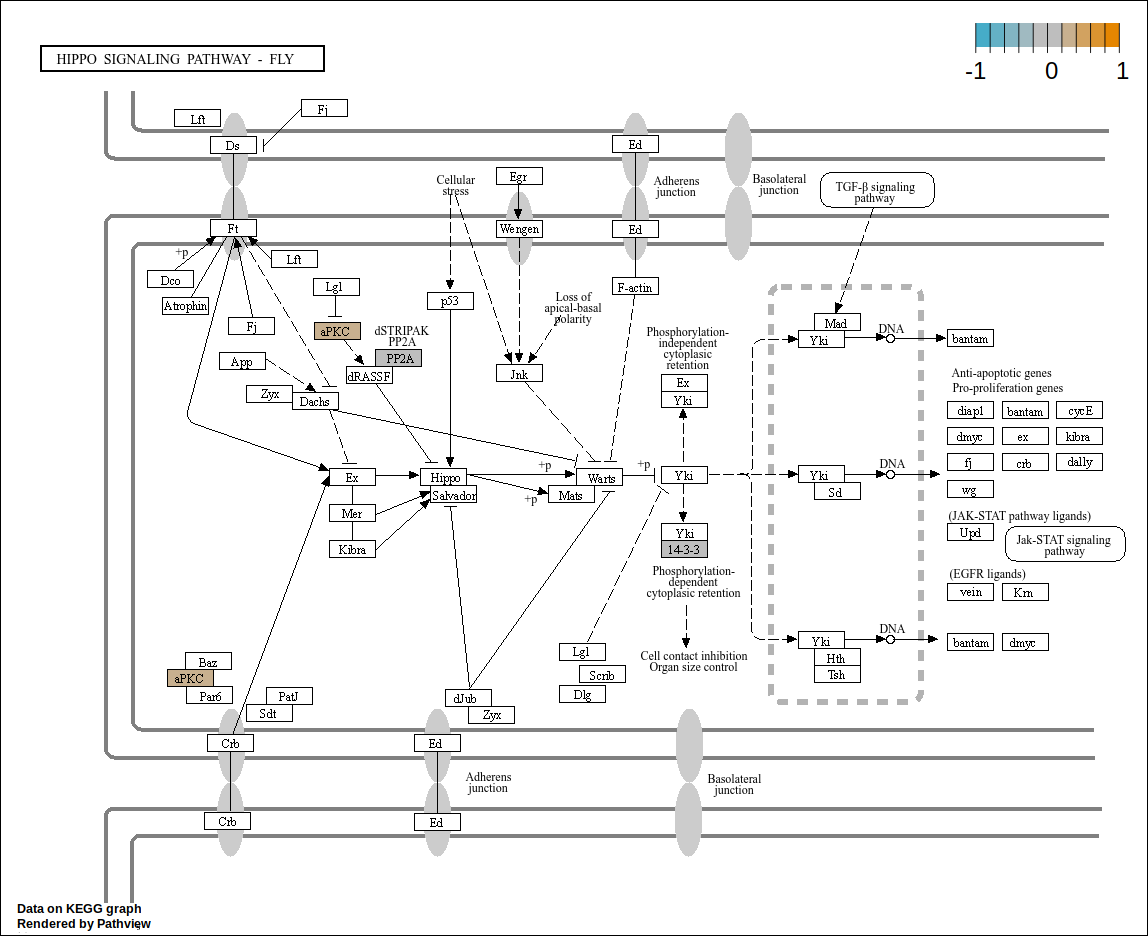 HIPPO SIGNALING PATHWAY - FLY
-1 0 1
Lft
Fj
Ds
Ed
Cellular
stress
Egr
Adherens
junction
Basolateral
junction
TGF-β signaling
pathway
Ft
Wengen
Ed
+p
Lft
Dco
Atrophin
Lgl
p53
Loss of
apical-basal
polarity
F-actin
Fj
aPKC
dSTRIPAK
PP2A
PP2A
dRASSF
App
Zyx
Dachs
Jnk
Phosphorylation-
independent
cytoplasic
retention
Ex
Yki
Mad
Yki
DNA
bantam
Anti-apoptotic genes
Pro-proliferation genes
diap1
bantam
cycE
dmyc
ex
kibra
fj
crb
dally
wg
Ex
Hippo
Salvador
+p
+p
Warts
Mats
+p
Yki
Yki
Sd
DNA
Mer
Kibra
Yki
14-3-3
Phosphorylation-
dependent
cytoplasic retention
(JAK-STAT pathway ligands)
Upd
Jak-STAT signaling
pathway
(EGFR ligands)
vein
Krn
Cell contact inhibition
Organ size control
Yki
Hth
Tsh
DNA
bantam
dmyc
Baz
aPKC
Par6
PatJ
Sdt
Lgl
Scrib
Dlg
dJub
Zyx
Crb
Ed
Adherens
junction
Basolateral
junction
Crb
Ed
Data on KEGG graph
Rendered by Pathview